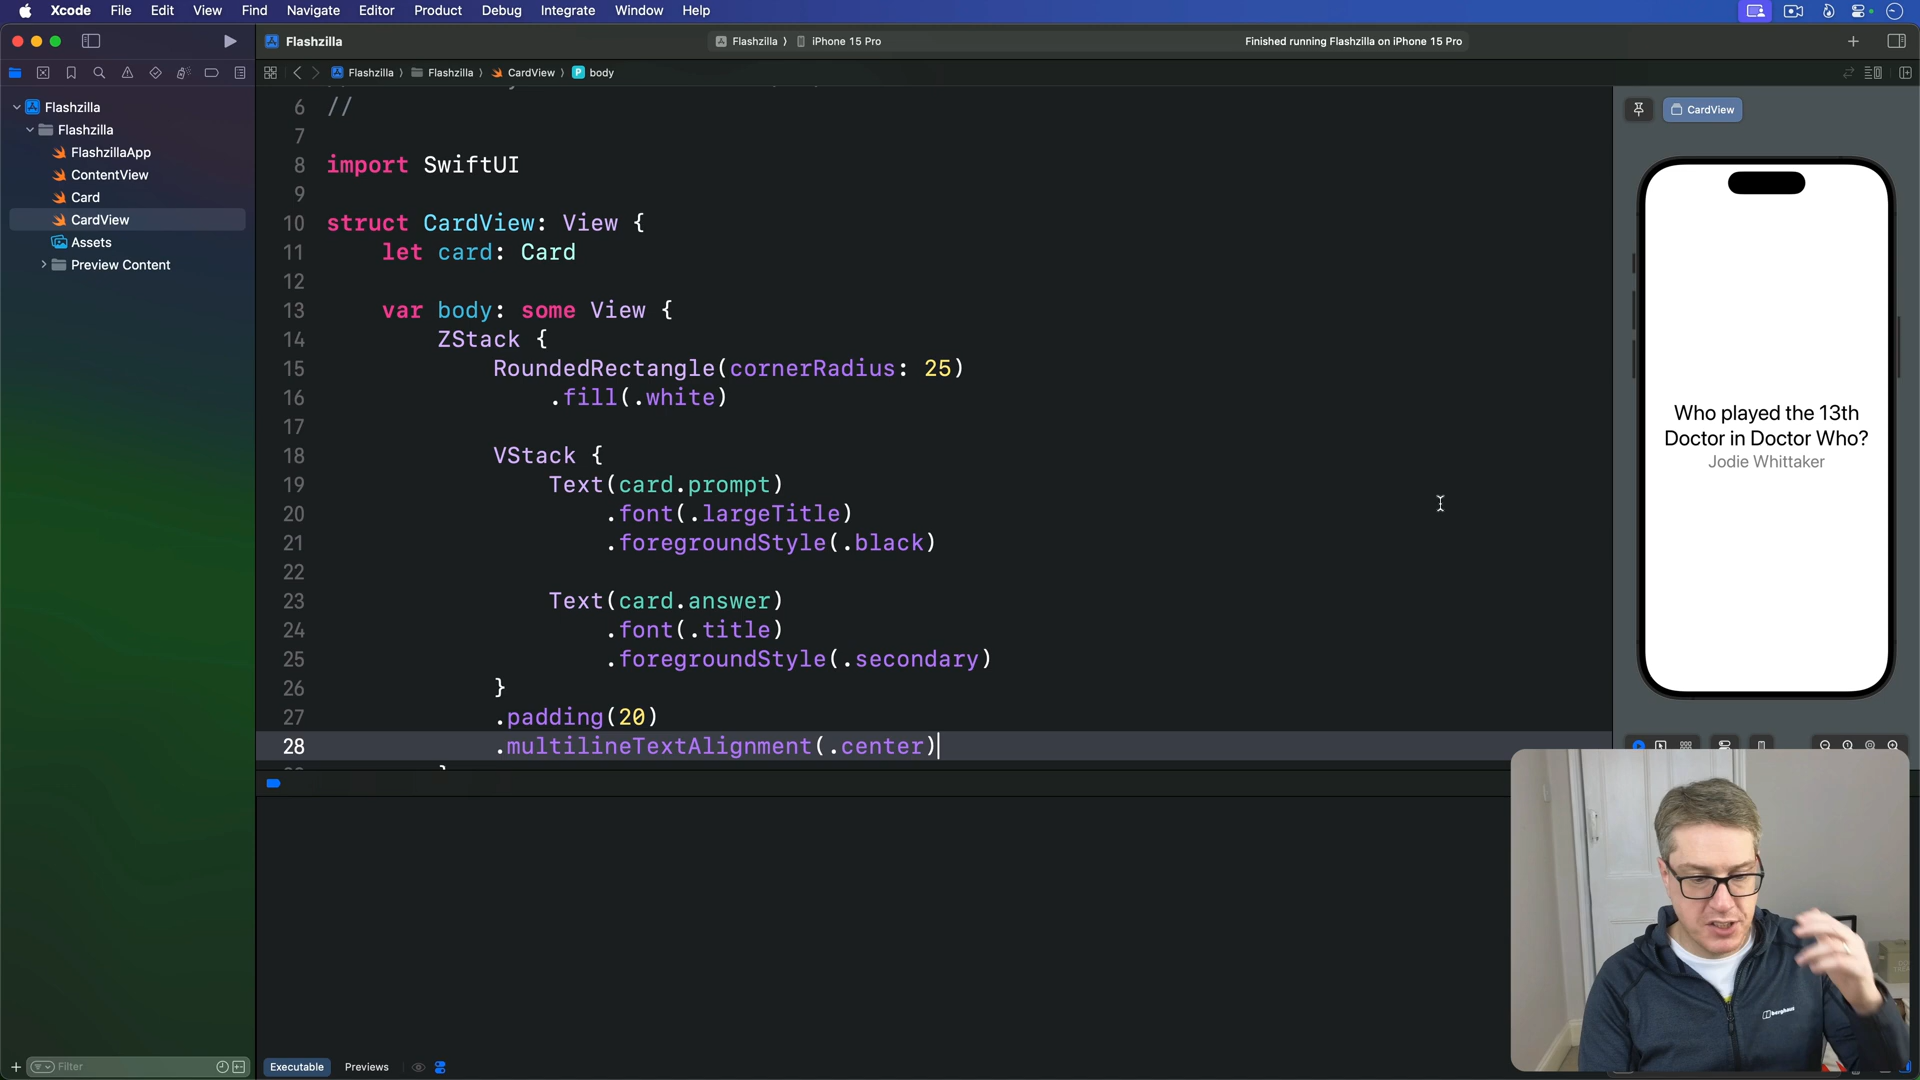 Xcode File Edit View Find Navigate Editor Product Debug Integrate Window Help
Flashzilla
Flashzilla 〉 iPhone 15 Pro
Finished running Flashzilla on iPhone 15 Pro
Flashzilla 〉 Flashzilla 〉 CardView 〉 P body
Flashzilla
Flashzilla
FlashzillaApp
ContentView
Card
CardView
Assets
Preview Content
6 //
7
8 import SwiftUI
9
10 struct CardView: View {
11 let card: Card
12
13 var body: some View {
14 ZStack {
15 RoundedRectangle(cornerRadius: 25)
16 .fill(.white)
17
18 VStack {
19 Text(card.prompt)
20 .font(.largeTitle)
21 .foregroundStyle(.black)
22
23 Text(card.answer)
24 .font(.title)
25 .foregroundStyle(.secondary)
26 }
27 .padding(20)
28 .multilineTextAlignment(.center)
CardView
Who played the 13th
Doctor in Doctor Who?
Jodie Whittaker
Filter
Executable Previews
berghaus